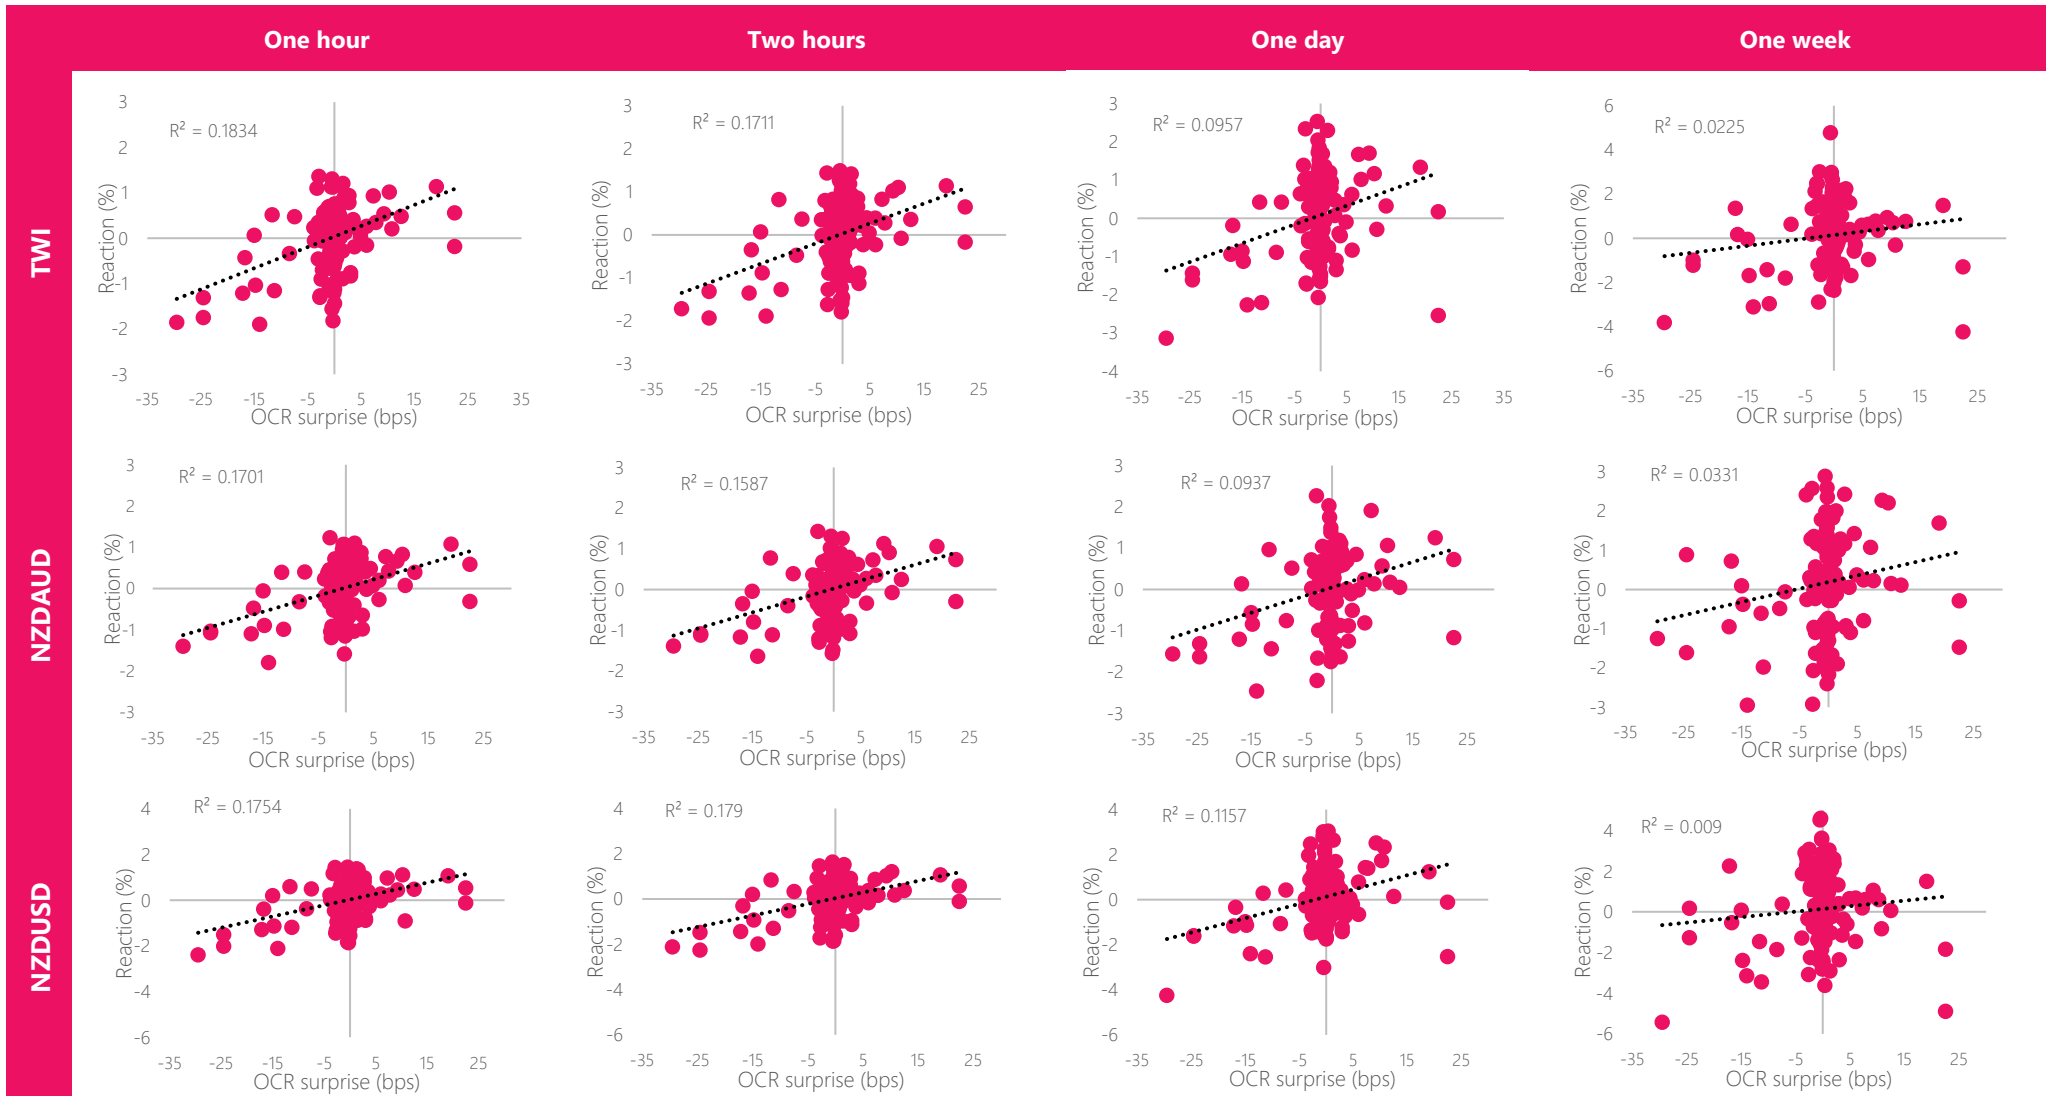 One hour
Two hours
One day
One week
TWI
R² = 0.1834
3
2
1
0
-1
-2
-3
Reaction (%)
-35 -25 -15 -5 5 15 25 35
OCR surprise (bps)
R² = 0.1711
3
2
1
0
-1
-2
-3
Reaction (%)
-35 -25 -15 -5 5 15 25
OCR surprise (bps)
R² = 0.0957
3
2
1
0
-1
-2
-3
-4
Reaction (%)
-35 -25 -15 -5 5 15 25 35
OCR surprise (bps)
R² = 0.0225
6
4
2
0
-2
-4
-6
Reaction (%)
-35 -25 -15 -5 5 15 25
OCR surprise (bps)
NZDAUD
R² = 0.1701
3
2
1
0
-1
-2
-3
Reaction (%)
-35 -25 -15 -5 5 15 25
OCR surprise (bps)
R² = 0.1587
3
2
1
0
-1
-2
-3
Reaction (%)
-35 -25 -15 -5 5 15 25
OCR surprise (bps)
R² = 0.0937
3
2
1
0
-1
-2
-3
Reaction (%)
-35 -25 -15 -5 5 15 25
OCR surprise (bps)
R² = 0.0331
3
2
1
0
-1
-2
-3
Reaction (%)
-35 -25 -15 -5 5 15 25
OCR surprise (bps)
NZDUSD
R² = 0.1754
4
2
0
-2
-4
-6
Reaction (%)
-35 -25 -15 -5 5 15 25
OCR surprise (bps)
R² = 0.179
4
2
0
-2
-4
-6
Reaction (%)
-35 -25 -15 -5 5 15 25
OCR surprise (bps)
R² = 0.1157
4
2
0
-2
-4
-6
Reaction (%)
-35 -25 -15 -5 5 15 25
OCR surprise (bps)
R² = 0.009
4
2
0
-2
-4
-6
Reaction (%)
-35 -25 -15 -5 5 15 25
OCR surprise (bps)